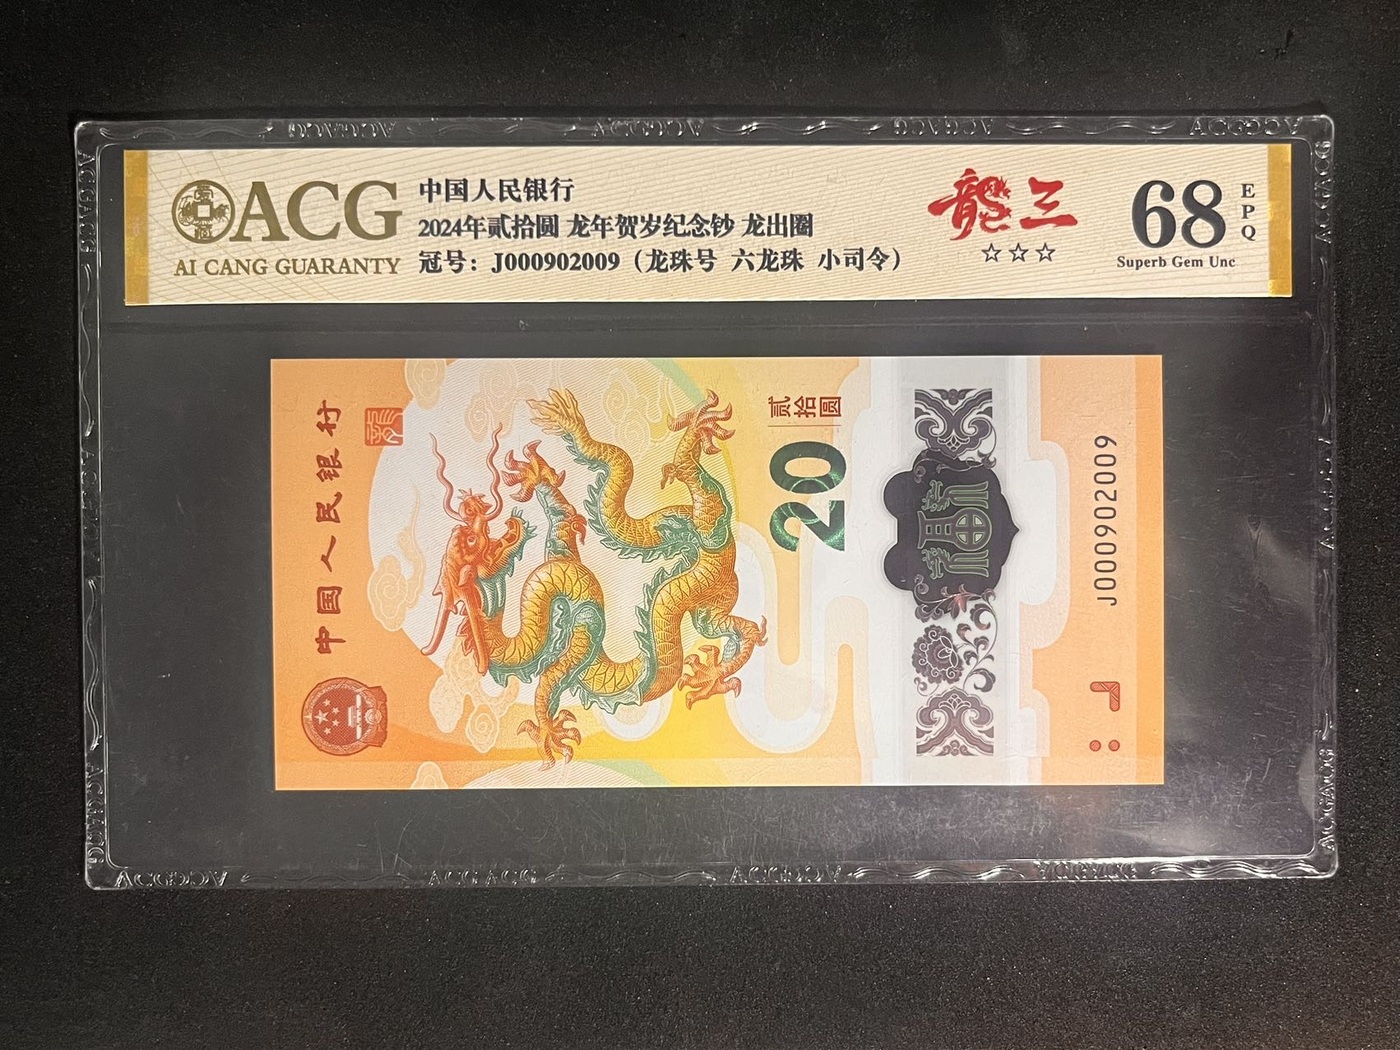 ACG
AI CANG GUARANTY
中国人民银行
2024年贰拾圆 龙年贺岁纪念钞 龙出圈
冠号：J000902009（龙珠号 六龙珠 小司令）
龍三
☆☆☆
68
EPQ
Superb Gem Unc
中国人民银行
贰拾圆
20
J000902009